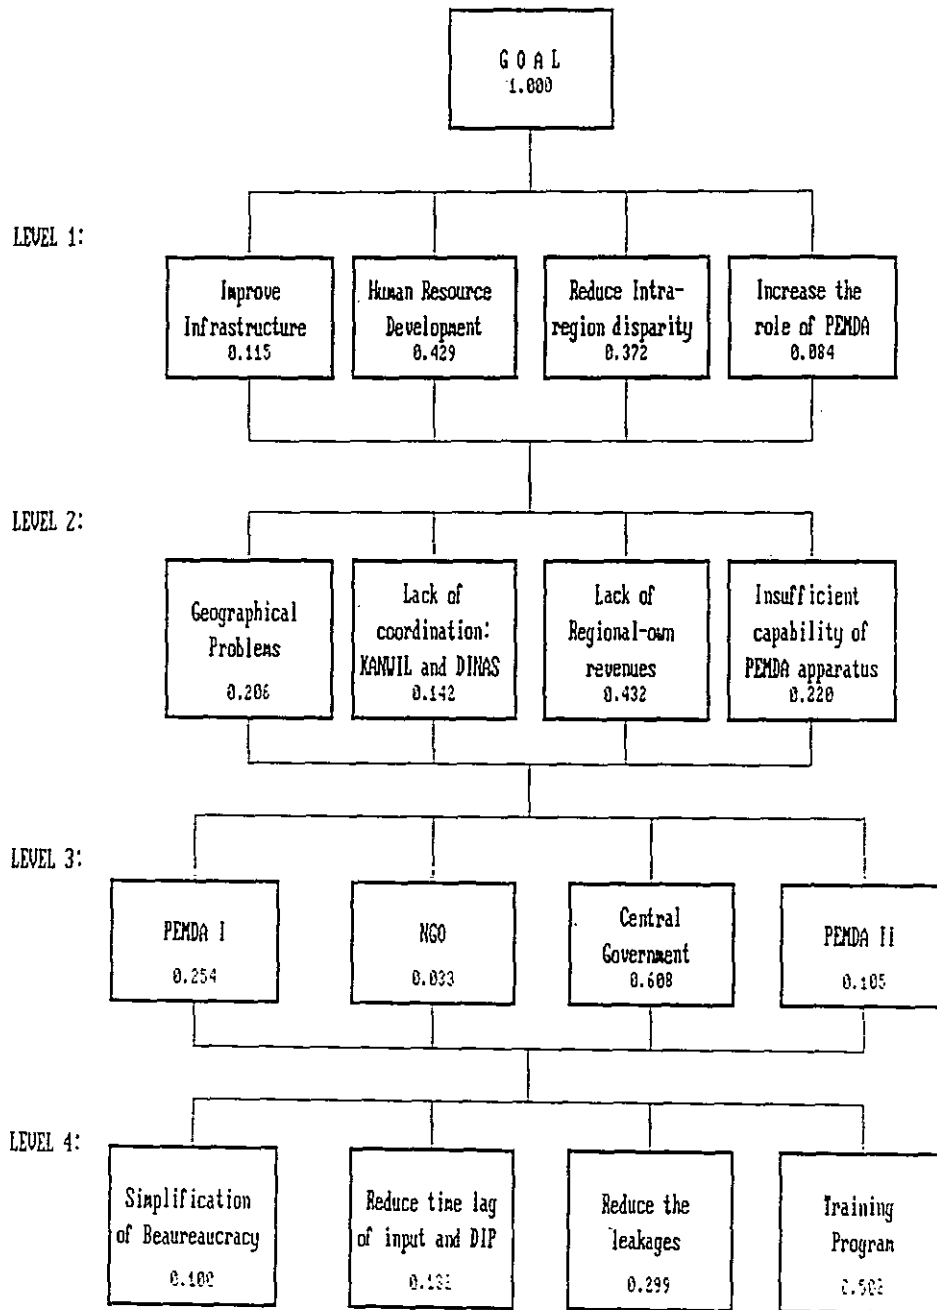 G O A L
1.000
LEVEL 1:
Improve
Infrastructure
0.115
Human Resource
Development
0.429
Reduce Intra-
region disparity
0.372
Increase the
role of PEMDA
0.084
LEVEL 2:
Geographical
Problems
0.206
Lack of
coordination:
KANWIL and DINAS
0.142
Lack of
Regional-own
revenues
0.432
Insufficient
capability of
PEMDA apparatus
0.220
LEVEL 3:
PEMDA I
0.254
NGO
0.033
Central
Government
0.608
PEMDA II
0.105
LEVEL 4:
Simplification
of Beaureaucracy
Reduce time lag
of input and DIP
Reduce the
leakages
0.299
Training
Program